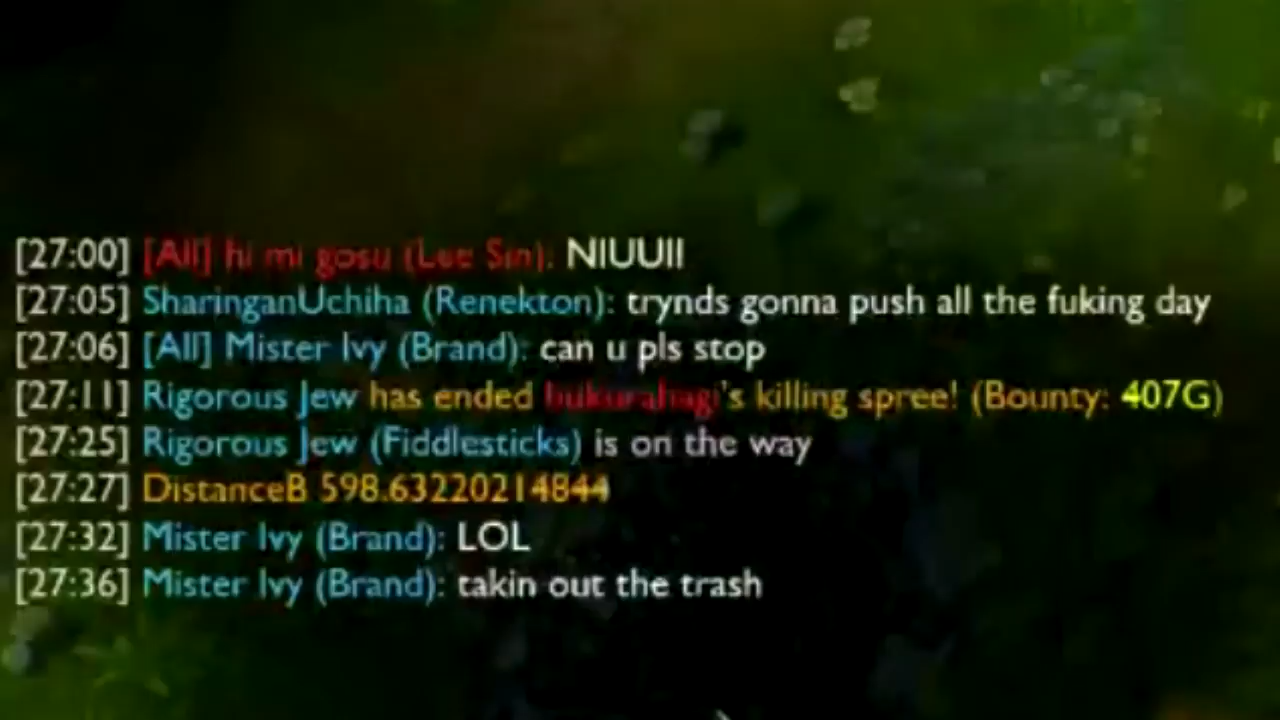 [27:00] [All] hi mi gosu (Lee Sin): NIUUII
[27:05] SharinganUchiha (Renekton): trynds gonna push all the fuking day
[27:06] [All] Mister Ivy (Brand): can u pls stop
[27:11] Rigorous Jew has ended bukurahagi's killing spree! (Bounty: 407G)
[27:25] Rigorous Jew (Fiddlesticks) is on the way
[27:27] DistanceB 598.63220214844
[27:32] Mister Ivy (Brand): LOL
[27:36] Mister Ivy (Brand): takin out the trash